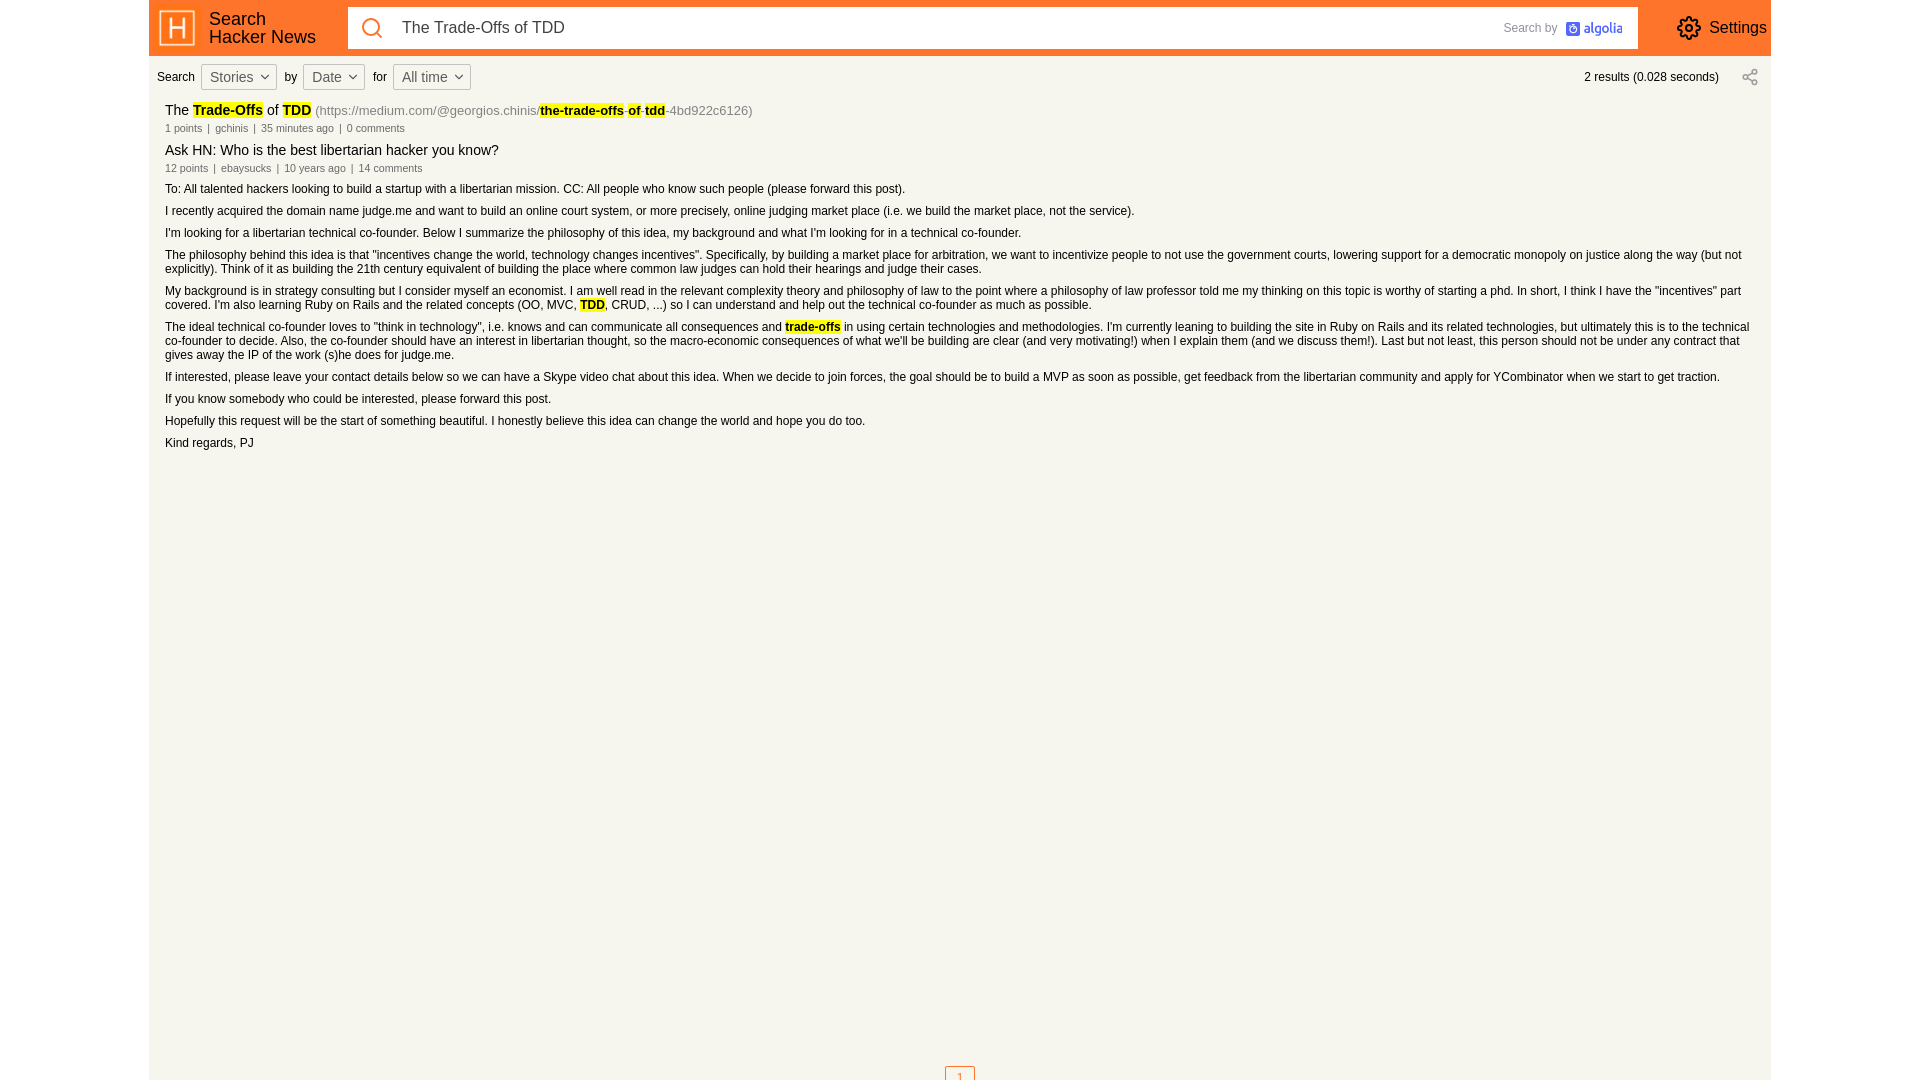 Search
Hacker News
The Trade-Offs of TDD
Search by algolia
Settings
Search Stories by Date for All time
2 results (0.028 seconds)
The Trade-Offs of TDD (https://medium.com/@georgios.chinis/the-trade-offs-of-tdd-4bd922c6126)
1 points | gchinis | 35 minutes ago | 0 comments
Ask HN: Who is the best libertarian hacker you know?
12 points | ebaysucks | 10 years ago | 14 comments
To: All talented hackers looking to build a startup with a libertarian mission. CC: All people who know such people (please forward this post).
I recently acquired the domain name judge.me and want to build an online court system, or more precisely, online judging market place (i.e. we build the market place, not the service).
I'm looking for a libertarian technical co-founder. Below I summarize the philosophy of this idea, my background and what I'm looking for in a technical co-founder.
The philosophy behind this idea is that "incentives change the world, technology changes incentives". Specifically, by building a market place for arbitration, we want to incentivize people to not use the government courts, lowering support for a democratic monopoly on justice along the way (but not
explicitly). Think of it as building the 21th century equivalent of building the place where common law judges can hold their hearings and judge their cases.
My background is in strategy consulting but I consider myself an economist. I am well read in the relevant complexity theory and philosophy of law to the point where a philosophy of law professor told me my thinking on this topic is worthy of starting a phd. In short, I think I have the "incentives" part
covered. I'm also learning Ruby on Rails and the related concepts (OO, MVC, TDD, CRUD, ...) so I can understand and help out the technical co-founder as much as possible.
The ideal technical co-founder loves to "think in technology", i.e. knows and can communicate all consequences and trade-offs in using certain technologies and methodologies. I'm currently leaning to building the site in Ruby on Rails and its related technologies, but ultimately this is to the technical
co-founder to decide. Also, the co-founder should have an interest in libertarian thought, so the macro-economic consequences of what we'll be building are clear (and very motivating!) when I explain them (and we discuss them!). Last but not least, this person should not be under any contract that
gives away the IP of the work (s)he does for judge.me.
If interested, please leave your contact details below so we can have a Skype video chat about this idea. When we decide to join forces, the goal should be to build a MVP as soon as possible, get feedback from the libertarian community and apply for YCombinator when we start to get traction.
If you know somebody who could be interested, please forward this post.
Hopefully this request will be the start of something beautiful. I honestly believe this idea can change the world and hope you do too.
Kind regards, PJ
1